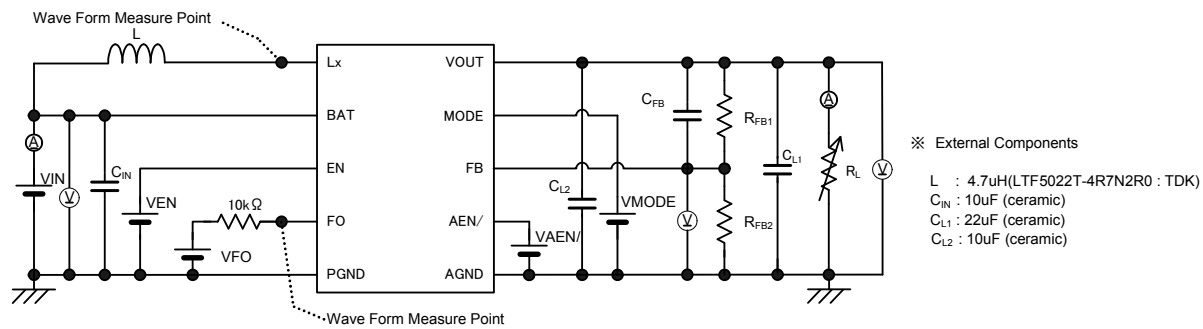 Wave Form Measure Point
L
Lx
VOUT
BAT
MODE
EN
FB
FO
AEN/
PGND
AGND
A
VIN
V
CIN
VEN
10kΩ
VFO
CFB
RFB1
CL2
VMODE
V
RFB2
VAEN/
CL1
A
RL
V
Wave Form Measure Point
※ External Components
L : 4.7uH(LTF5022T-4R7N2R0 : TDK)
CIN : 10uF (ceramic)
CL1 : 22uF (ceramic)
CL2 : 10uF (ceramic)